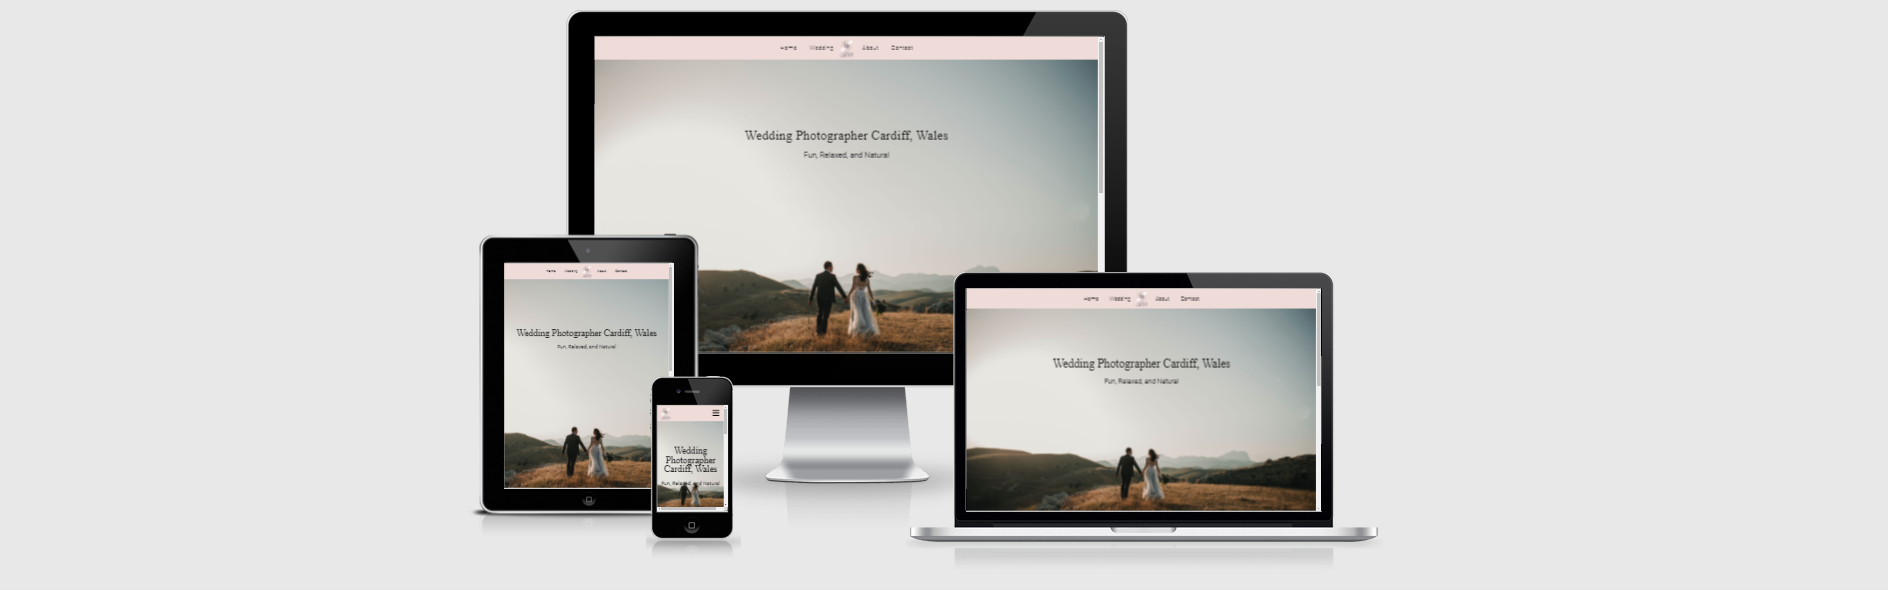 Home Wedding About Contact
Wedding Photographer Cardiff, Wales
Fun, Relaxed, and Natural
Home Wedding About Contact
Wedding Photographer Cardiff, Wales
Fun, Relaxed, and Natural
Wedding
Photographer
Cardiff, Wales
Fun, Relaxed, and Natural
Home Wedding About Contact
Wedding Photographer Cardiff, Wales
Fun, Relaxed, and Natural